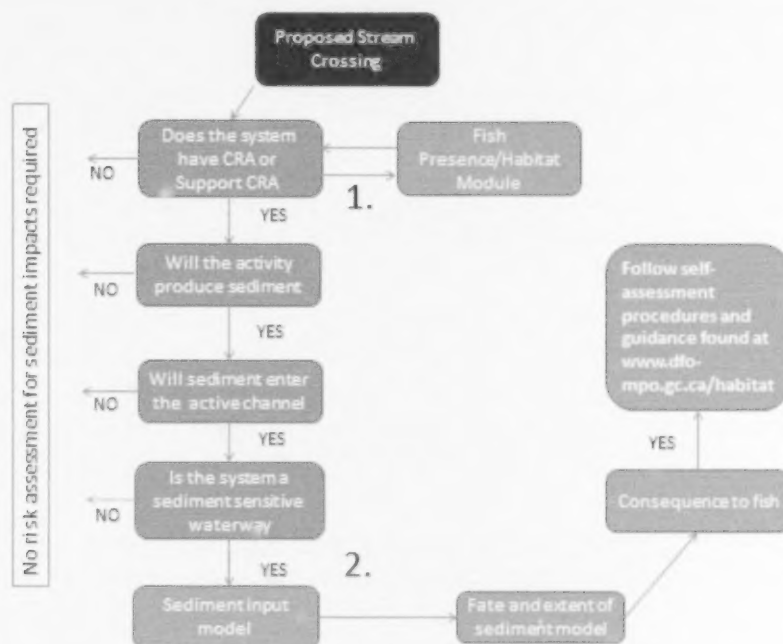 Proposed Stream
Crossing
Does the system
have CRA or
Support CRA
Fish
Presence/Habitat
Module
NO
1.
YES
Will the activity
produce sediment
NO
YES
Will sediment enter
the active channel
NO
YES
Is the system a
sediment sensitive
waterway
NO
YES
2.
Sediment input
model
Fate and extent of
sediment model
Consequence to fish
YES
Follow self-
assessment
procedures and
guidance found at
www.dfo-
mpo.gc.ca/habitat
No risk assessment for sediment impacts required